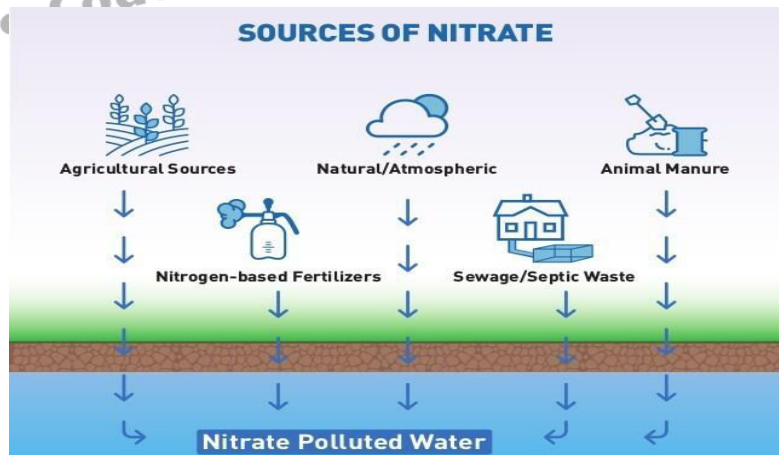 SOURCES OF NITRATE
Agricultural Sources
Natural/Atmospheric
Animal Manure
Nitrogen-based Fertilizers
Sewage/Septic Waste
Nitrate Polluted Water